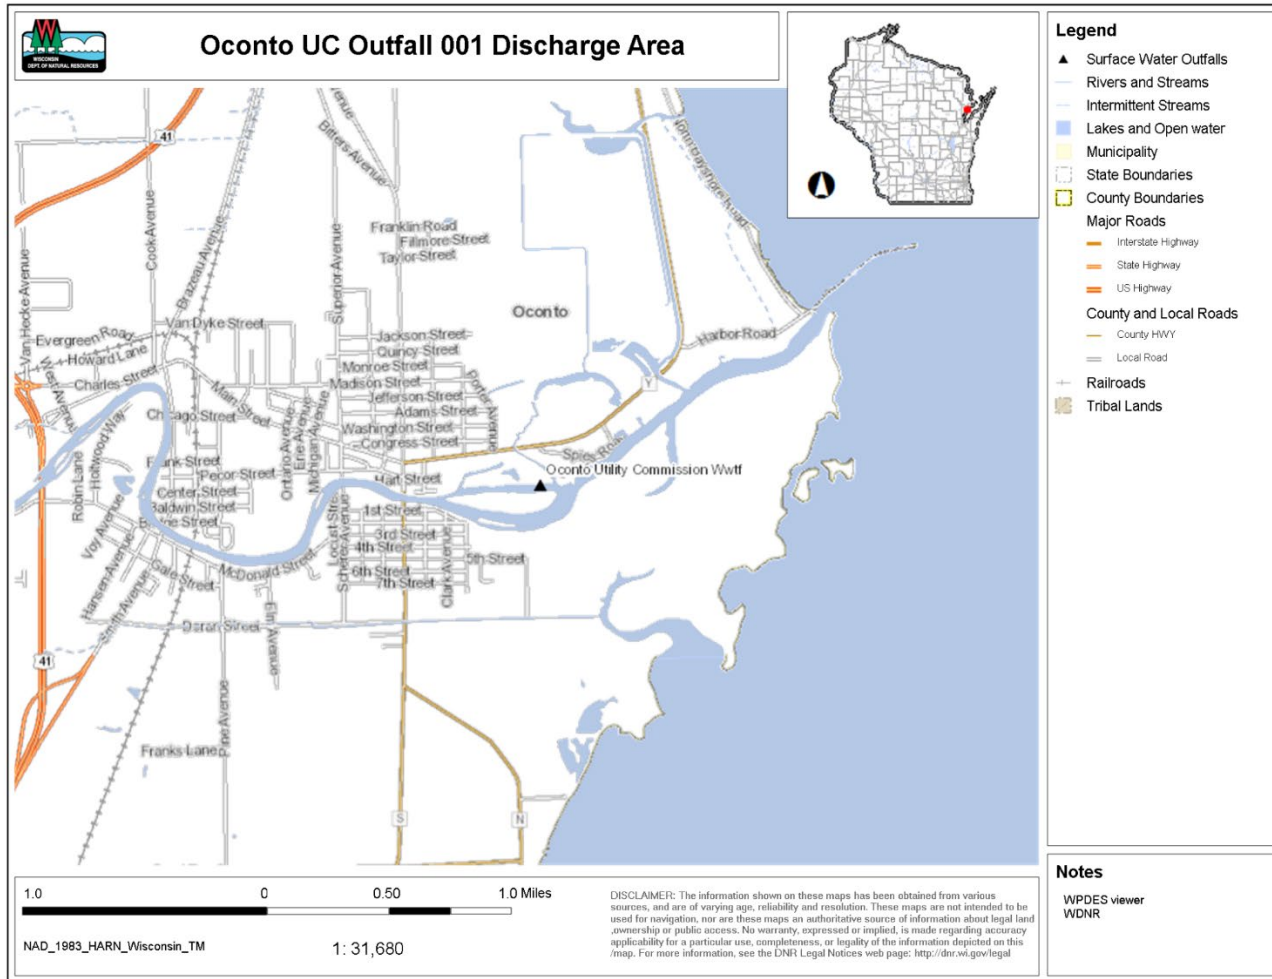 WISCONSIN
DEPT. OF NATURAL RESOURCES
Oconto UC Outfall 001 Discharge Area
Legend
Surface Water Outfalls
Rivers and Streams
Intermittent Streams
Lakes and Open water
Municipality
State Boundaries
County Boundaries
Major Roads
Interstate Highway
State Highway
US Highway
County and Local Roads
County HWY
Local Road
Railroads
Tribal Lands
41
Bitters Avenue
North Bayshore Road
Cook Avenue
Brazeau Avenue
Superior Avenue
Franklin Road
Fillmore Street
Taylor Street
Van Hecke Avenue
Oconto
Van Dyke Street
Evergreen Road
Howard Lane
West Avenue
Charles Street
Jackson Street
Quincy Street
Monroe Street
Madison Street
Jefferson Street
Adams Street
Washington Street
Congress Street
Porter Avenue
Harbor Road
Y
Main Street
Holtwood Way
Chicago Street
Ontario Avenue
Erie Avenue
Michigan Avenue
Spies Road
Oconto Utility Commission Wwtf
Frank Street
Pecor Street
Hart Street
Center Street
Baldwin Street
Bridge Street
Robin Lane
Voy Avenue
Locust Stre
Scherer Avenue
1st Street
3rd Street
4th Street
5th Street
6th Street
7th Street
Clark Avenue
McDonald Street
Gale Street
Hansen Avenue
Smith Avenue
Elm Avenue
Doran Street
41
Pine Avenue
Franks Lane
S
N
1.0
0
0.50
1.0 Miles
NAD_1983_HARN_Wisconsin_TM
1: 31,680
DISCLAIMER: The information shown on these maps has been obtained from various
sources, and are of varying age, reliability and resolution. These maps are not intended to be
used for navigation, nor are these maps an authoritative source of information about legal land
,ownership or public access. No warranty, expressed or implied, is made regarding accuracy
applicability for a particular use, completeness, or legality of the information depicted on this
/map. For more information, see the DNR Legal Notices web page: http://dnr.wi.gov/legal
Notes
WPDES viewer
WDNR